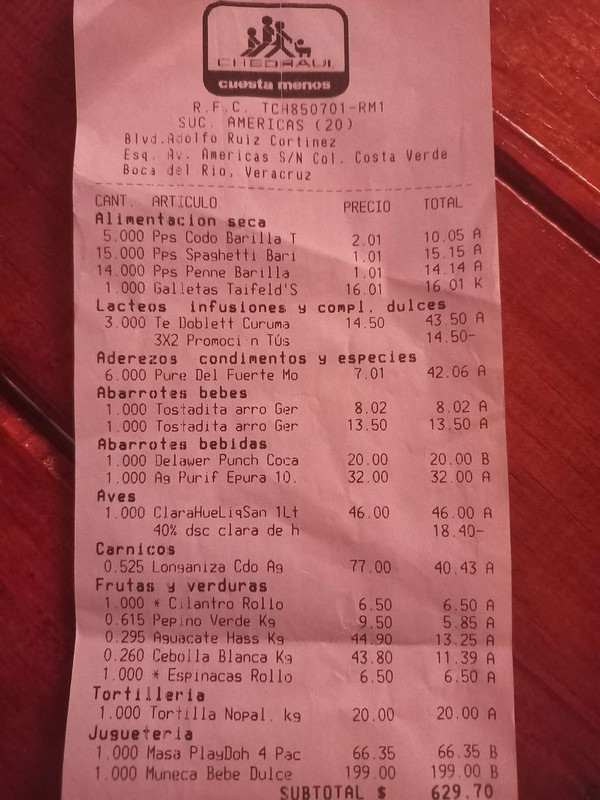 CHEDRAUI
cuesta menos
R.F.C. TCH850701-RM1
SUC. AMERICAS (20)
Blvd.Adolfo Ruiz Cortinez
Esq. Av. Americas S/N Col. Costa Verde
Boca del Rio, Veracruz
CANT. ARTICULO PRECIO TOTAL
Alimentacion seca
5.000 Pps Codo Barilla T 2.01 10.05 A
15.000 Pps Spaghetti Bari 1.01 15.15 A
14.000 Pps Penne Barilla 1.01 14.14 A
1.000 Galletas Taifeld'S 16.01 16.01 K
Lacteos infusiones y compl. dulces
3.000 Te Doblett Curuma 14.50 43.50 A
3X2 Promoci n Tús 14.50-
Aderezos condimentos y especies
6.000 Pure Del Fuerte Mo 7.01 42.06 A
Abarrotes bebes
1.000 Tostadita arro Ger 8.02 8.02 A
1.000 Tostadita arro Ger 13.50 13.50 A
Abarrotes bebidas
1.000 Delawer Punch Coca 20.00 20.00 B
1.000 Ag Purif Epura 10. 32.00 32.00 A
Aves
1.000 ClaraHueLiqSan 1Lt 46.00 46.00 A
40% dsc clara de h 18.40-
Carnicos
0.525 Longaniza Cdo Ag 77.00 40.43 A
Frutas y verduras
1.000 * Cilantro Rollo 6.50 6.50 A
0.615 Pepino Verde Kg 9.50 5.85 A
0.295 Aguacate Hass Kg 44.90 13.25 A
0.260 Cebolla Blanca Kg 43.80 11.39 A
1.000 * Espinacas Rollo 6.50 6.50 A
Tortilleria
1.000 Tortilla Nopal. kg 20.00 20.00 A
Jugueteria
1.000 Masa PlayDoh 4 Pac 66.35 66.35 B
1.000 Muneca Bebe Dulce 199.00 199.00 B
SUBTOTAL $ 629.70